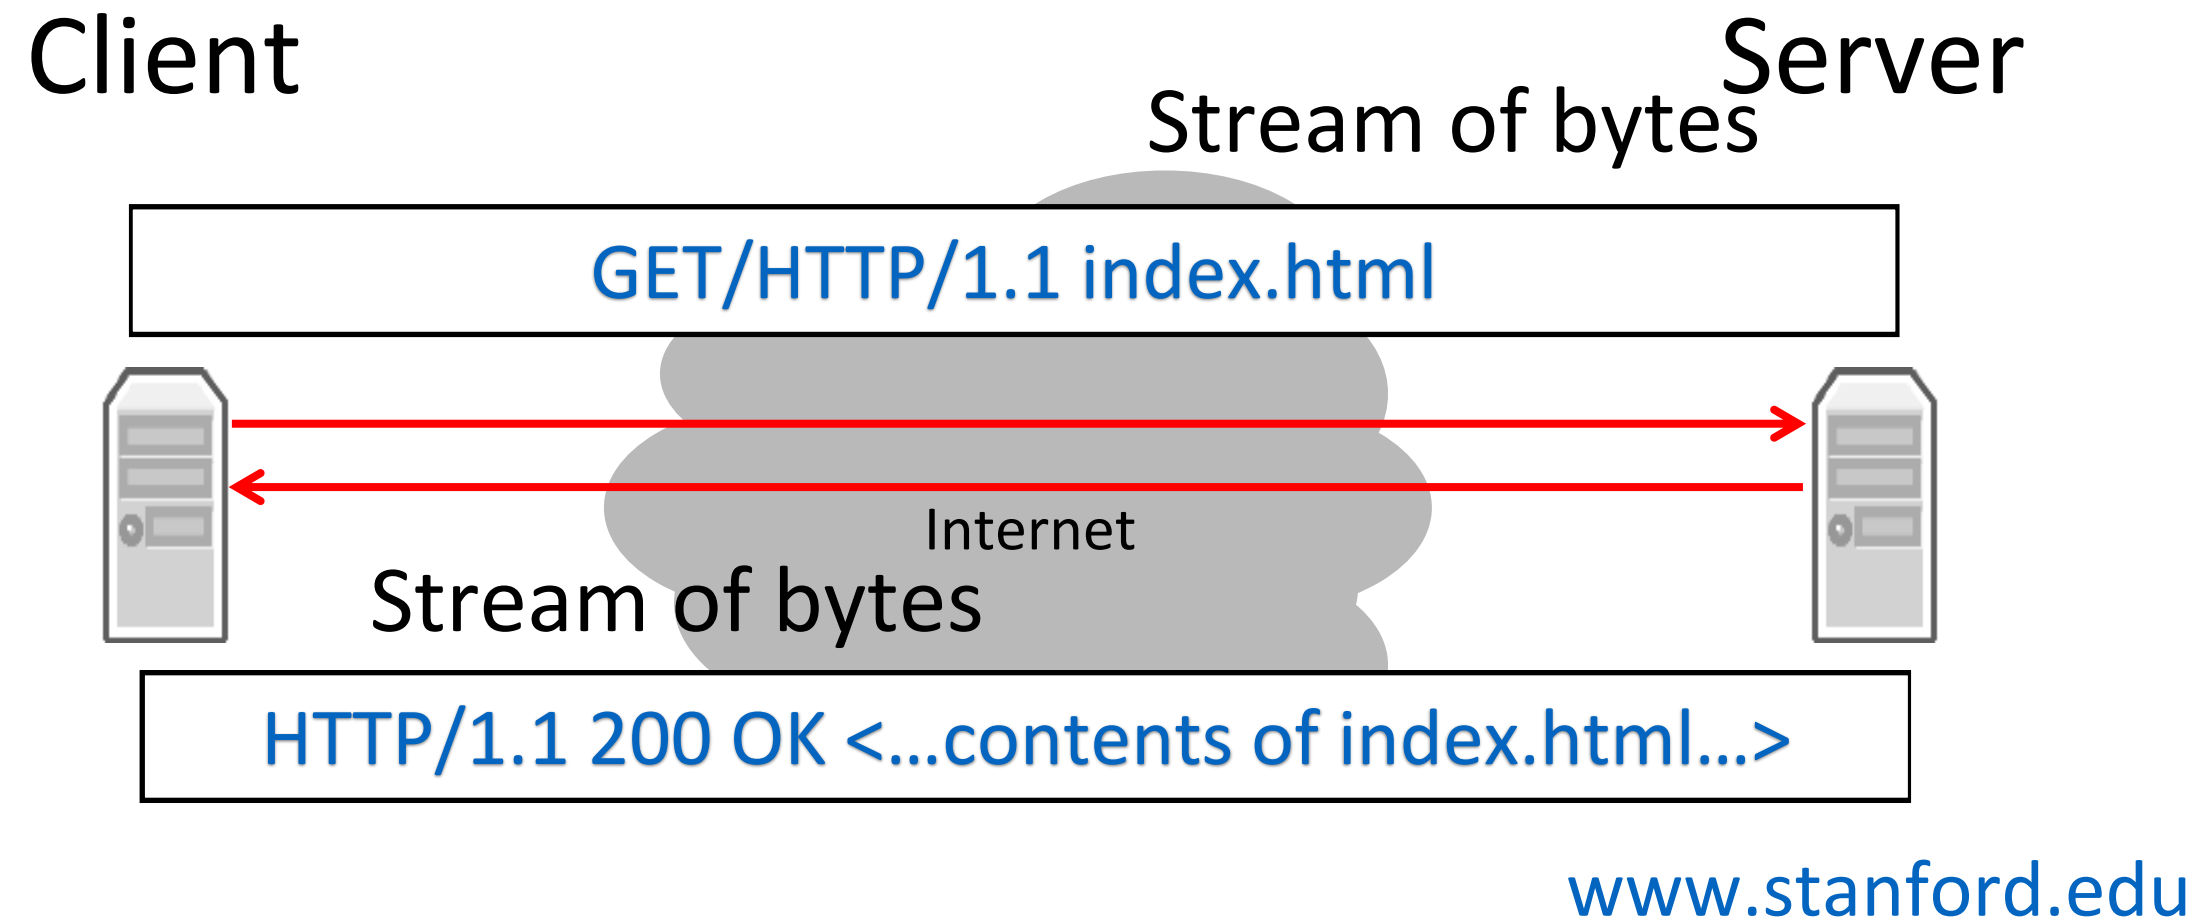 Client
Server
Stream of bytes
GET/HTTP/1.1 index.html
Internet
Stream of bytes
HTTP/1.1 200 OK <...contents of index.html...>
www.stanford.edu